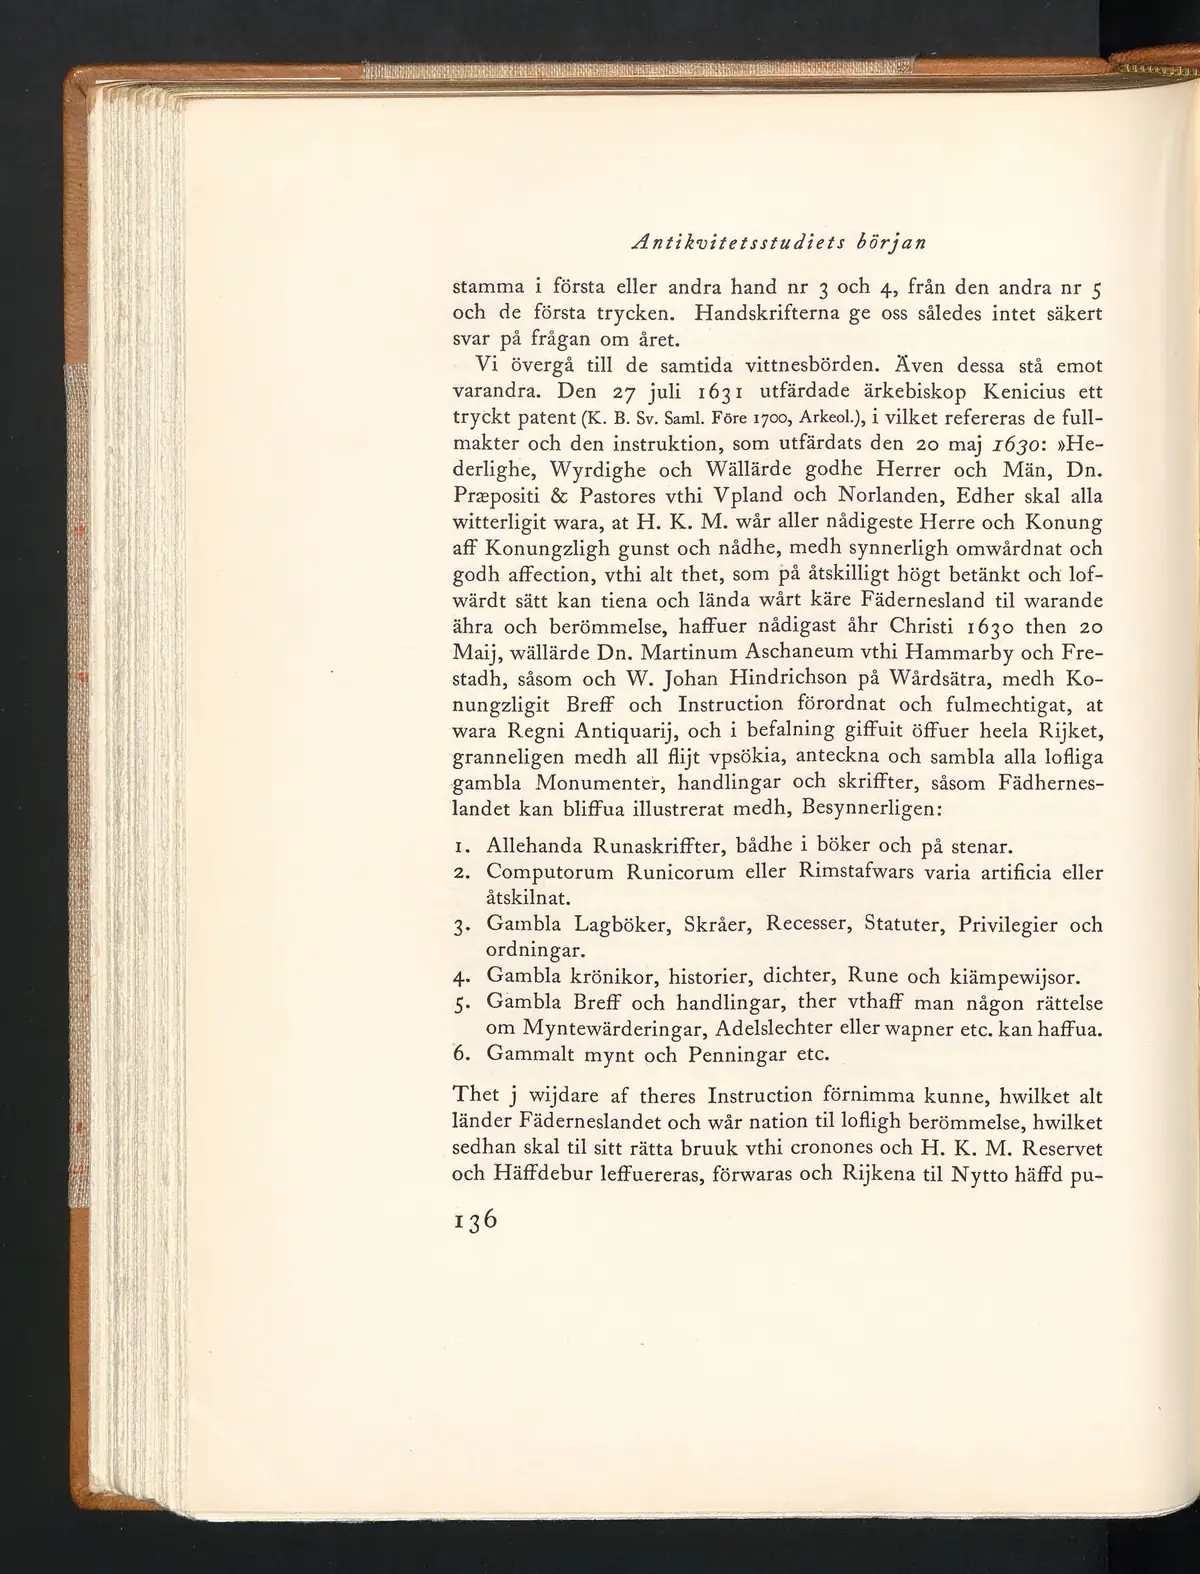 Antikvitetsstudiets början
stamma i första eller andra hand nr 3 och 4, från den andra nr 5
och de första trycken. Handskrifterna ge oss således intet säkert
svar på frågan om året.
Vi övergå till de samtida vittnesbörden. Även dessa stå emot
varandra. Den 27 juli 1631 utfärdade ärkebiskop Kenicius ett
tryckt patent (K. B. Sv. Saml. Före 1700, Arkeol.), i vilket refereras de full-
makter och den instruktion, som utfärdats den 20 maj 1630: »He-
derlighe, Wyrdighe och Wällärde godhe Herrer och Män, Dn.
Præpositi & Pastores vthi Vpland och Norlanden, Edher skal alla
witterligit wara, at H. K. M. wår aller nådigeste Herre och Konung
aff Konungzligh gunst och nådhe, medh synnerligh omwårdnat och
godh affection, vthi alt thet, som på åtskilligt högt betänkt och lof-
wärdt sätt kan tiena och lända wårt käre Fädernesland til warande
ähra och berömmelse, haffuer nådigast åhr Christi 1630 then 20
Maij, wällärde Dn. Martinum Aschaneum vthi Hammarby och Fre-
stadh, såsom och W. Johan Hindrichson på Wårdsätra, medh Ko-
nungzligit Breff och Instruction förordnat och fulmechtigat, at
wara Regni Antiquarij, och i befalning giffuit öffuer heela Rijket,
granneligen medh all flijt vpsökia, anteckna och sambla alla lofliga
gambla Monumenter, handlingar och skriffter, såsom Fädhernes-
landet kan bliffua illustrerat medh, Besynnerligen:
1. Allehanda Runaskriffter, bådhe i böker och på stenar.
2. Computorum Runicorum eller Rimstafwars varia artificia eller
åtskilnat.
3. Gambla Lagböker, Skråer, Recesser, Statuter, Privilegier och
ordningar.
4. Gambla krönikor, historier, dichter, Rune och kiämpewijsor.
5. Gambla Breff och handlingar, ther vthaff man någon rättelse
om Myntewärderingar, Adelslechter eller wapner etc. kan haffua.
6. Gammalt mynt och Penningar etc.
Thet j wijdare af theres Instruction förnimma kunne, hwilket alt
länder Fäderneslandet och wår nation til lofligh berömmelse, hwilket
sedhan skal til sitt rätta bruuk vthi cronones och H. K. M. Reservet
och Häffdebur leffuereras, förwaras och Rijkena til Nytto häffd pu-
136